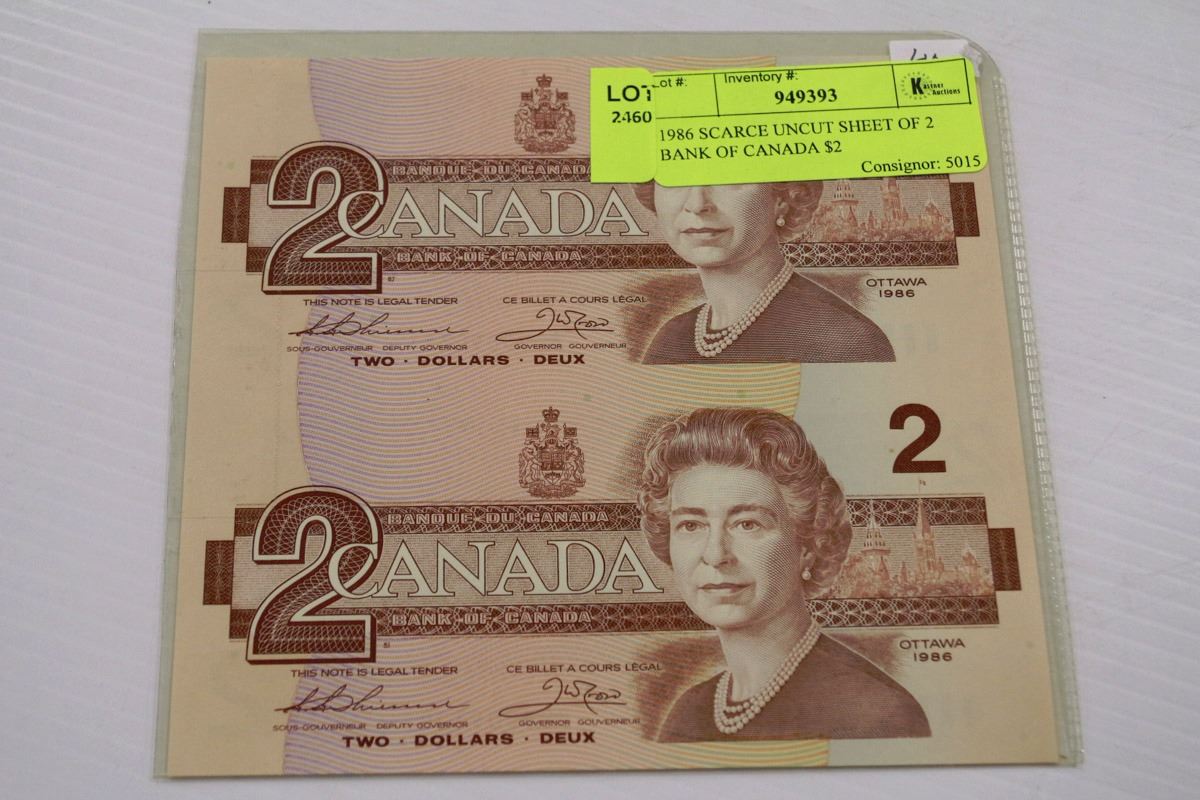 LOT
2460
Lot #:
Inventory #:
949393
Kastner
Auctions
1986 SCARCE UNCUT SHEET OF 2
BANK OF CANADA $2
Consignor: 5015
BANQUE DU CANADA
2 CANADA
BANK OF CANADA
OTTAWA
1986
THIS NOTE IS LEGAL TENDER
CE BILLET A COURS LÉGAL
SOUS-GOUVERNEUR DEPUTY GOVERNOR
GOVERNOR GOUVERNEUR
TWO · DOLLARS · DEUX
2
BANQUE DU CANADA
2 CANADA
BANK OF CANADA
OTTAWA
1986
THIS NOTE IS LEGAL TENDER
CE BILLET A COURS LÉGAL
SOUS-GOUVERNEUR DEPUTY GOVERNOR
GOVERNOR GOUVERNEUR
TWO · DOLLARS · DEUX